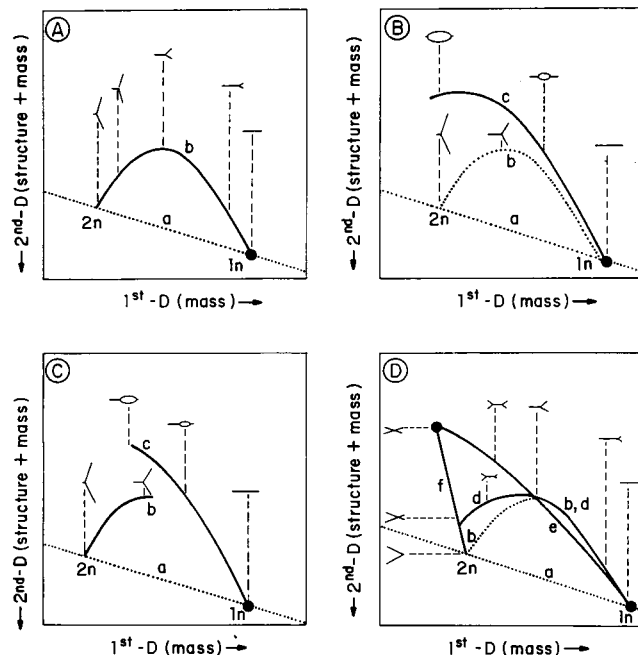 A
←2nd-D (structure + mass)
b
2n
a
1n
1st-D (mass)→
B
←2nd-D (structure + mass)
c
b
2n
a
1n
1st-D (mass)→
C
←2nd-D (structure + mass)
c
b
2n
a
1n
1st-D (mass)→
D
←2nd-D (structure + mass)
f
d
b, d
b
e
2n
a
1n
1st-D (mass)→